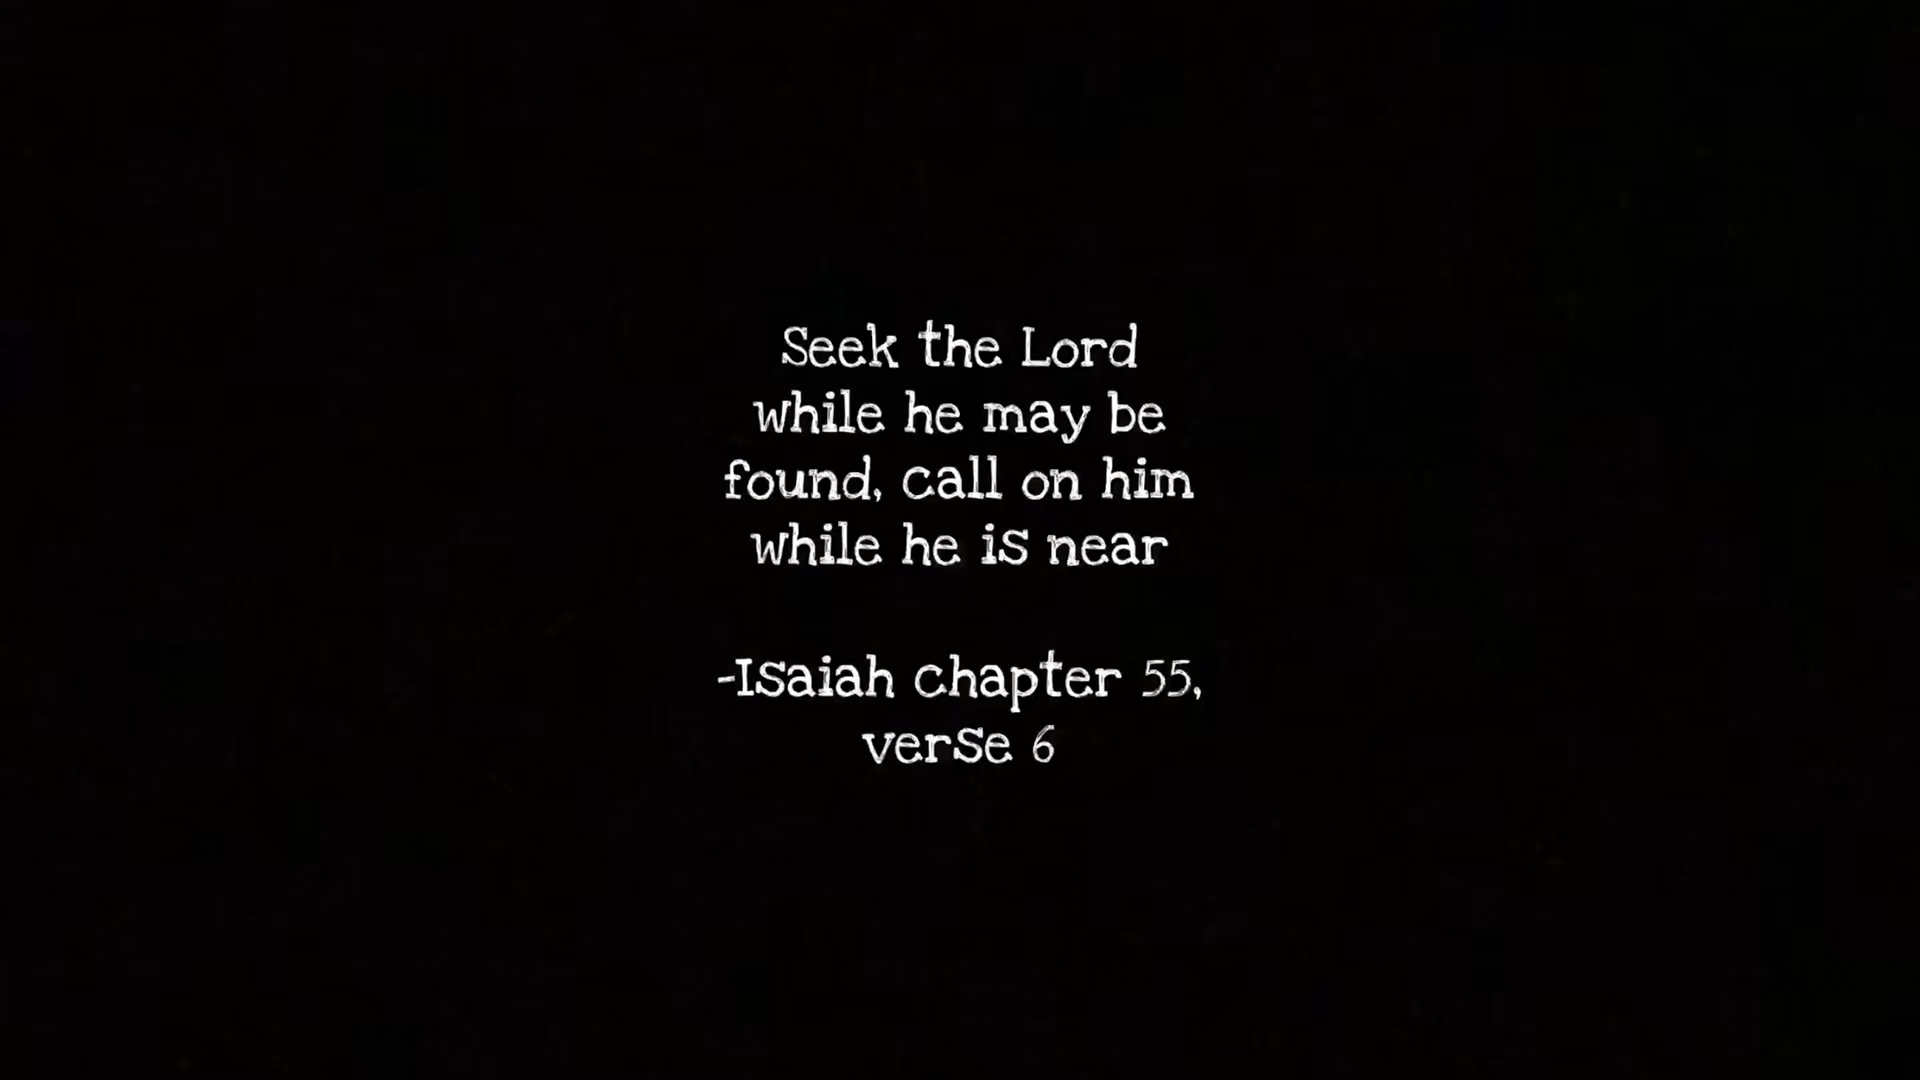 Seek the Lord
while he may be
found, call on him
while he is near
-Isaiah chapter 55,
verse 6